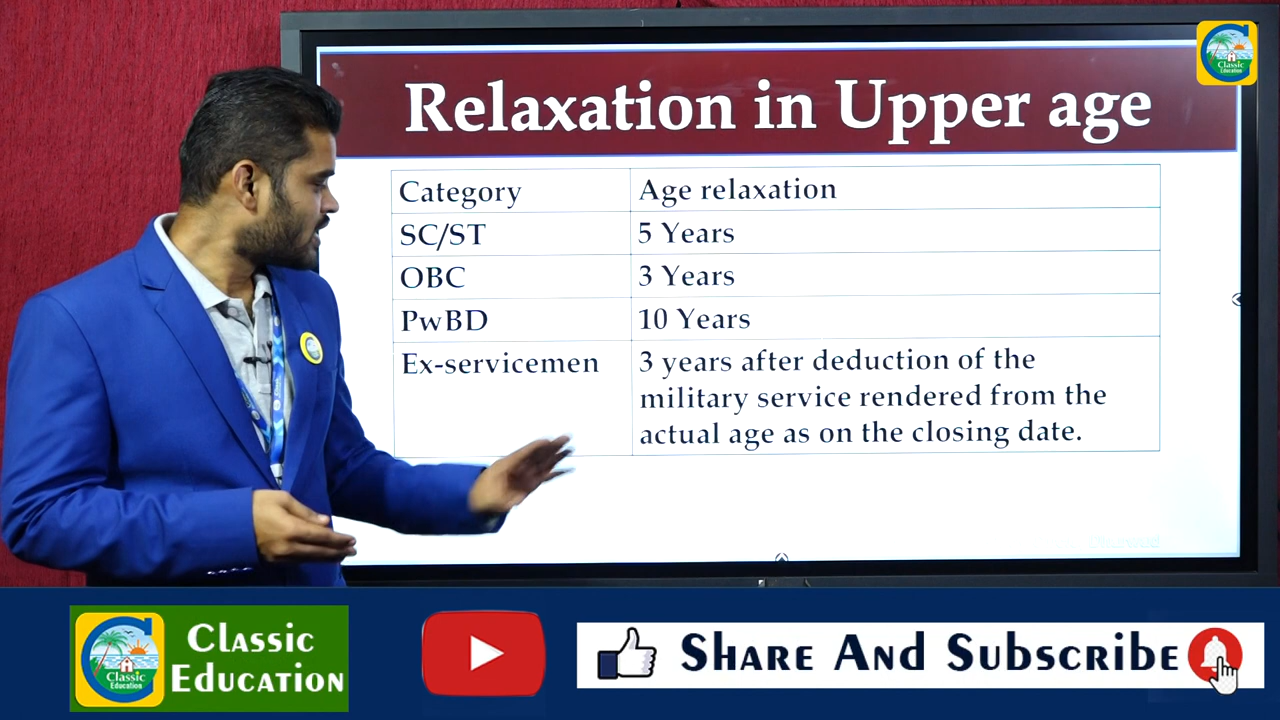 Classic
Education
Relaxation in Upper age
Category
Age relaxation
SC/ST
5 Years
OBC
3 Years
PwBD
10 Years
Ex-servicemen
3 years after deduction of the
military service rendered from the
actual age as on the closing date.
Classic
Education
Classic
Education
Share And Subscribe